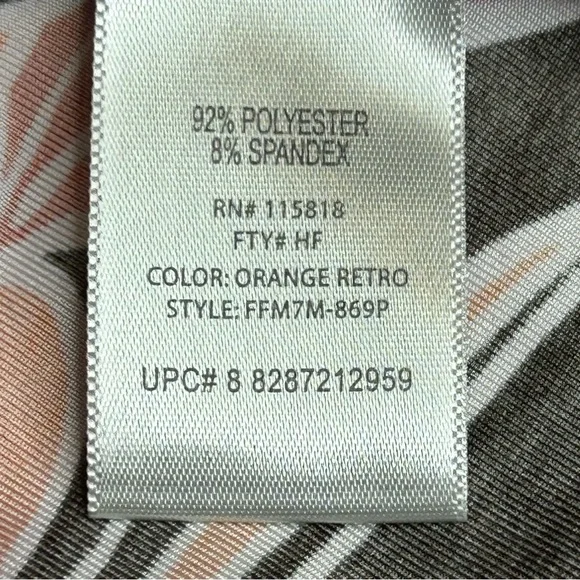 92% POLYESTER
8% SPANDEX
RN# 115818
FTY# HF
COLOR: ORANGE RETRO
STYLE: FFM7M-869P
UPC# 8 8287212959